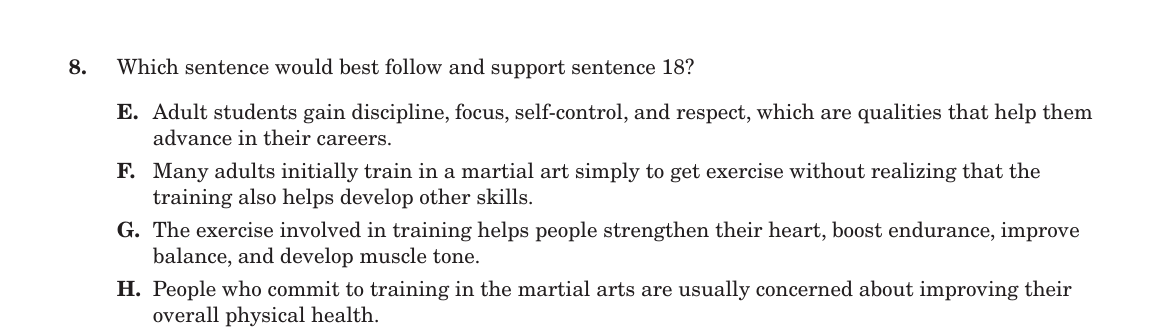 8. Which sentence would best follow and support sentence 18?
E. Adult students gain discipline, focus, self-control, and respect, which are qualities that help them
advance in their careers.
F. Many adults initially train in a martial art simply to get exercise without realizing that the
training also helps develop other skills.
G. The exercise involved in training helps people strengthen their heart, boost endurance, improve
balance, and develop muscle tone.
H. People who commit to training in the martial arts are usually concerned about improving their
overall physical health.